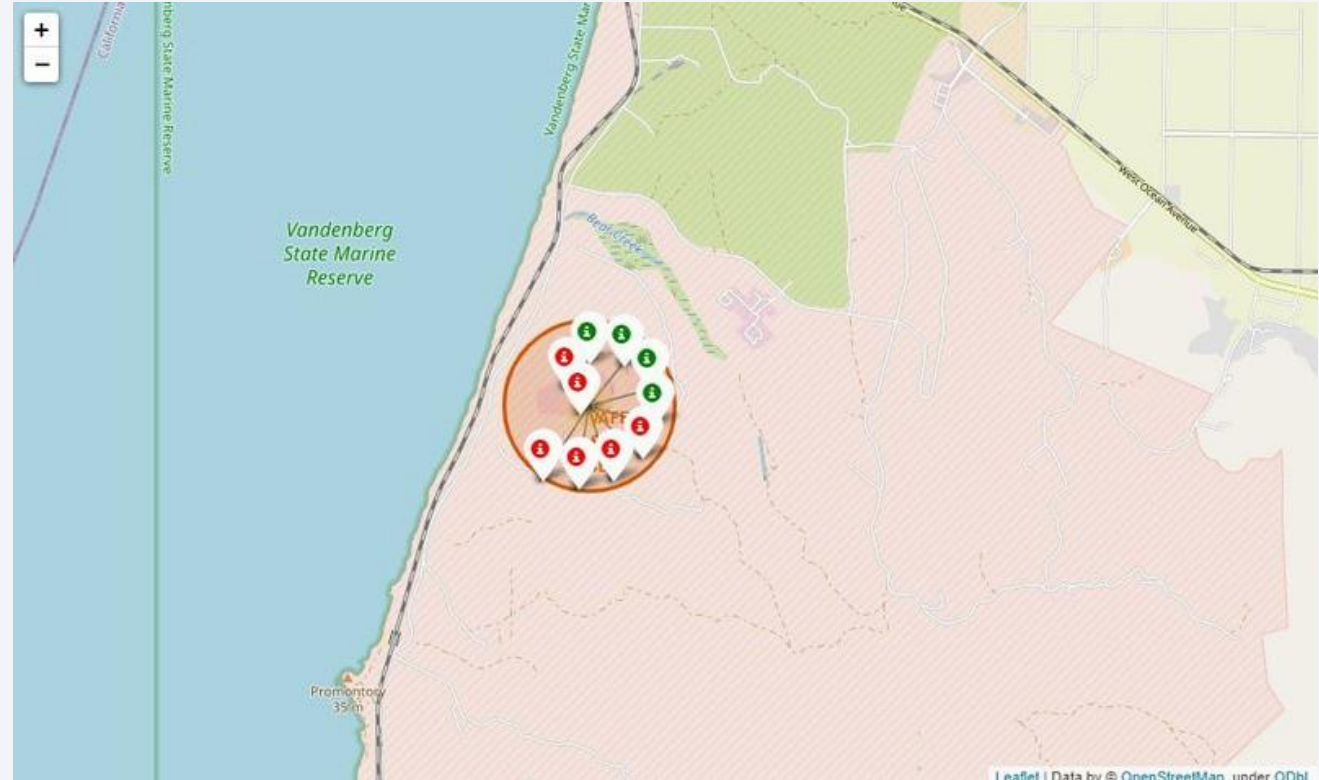 +
−
California
nberg State Marine Reserve
Vandenberg State Mar
Vandenberg
State Marine
Reserve
Bear Creek
West Ocean Avenue
Promontory
35 m
Leaflet | Data by © OpenStreetMap, under ODbL